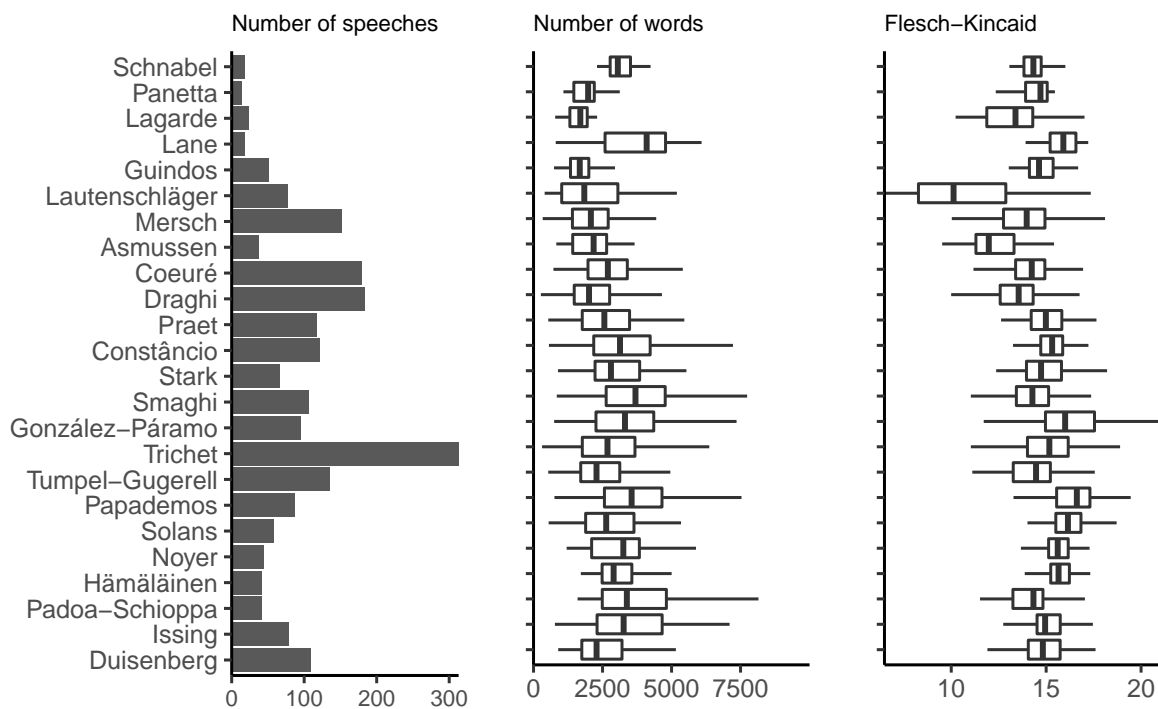 Number of speeches
Number of words
Flesch−Kincaid
Schnabel
Panetta
Lagarde
Lane
Guindos
Lautenschläger
Mersch
Asmussen
Coeuré
Draghi
Praet
Constâncio
Stark
Smaghi
González−Páramo
Trichet
Tumpel−Gugerell
Papademos
Solans
Noyer
Hämäläinen
Padoa−Schioppa
Issing
Duisenberg
0 100 200 300
0 2500 5000 7500
10 15 20